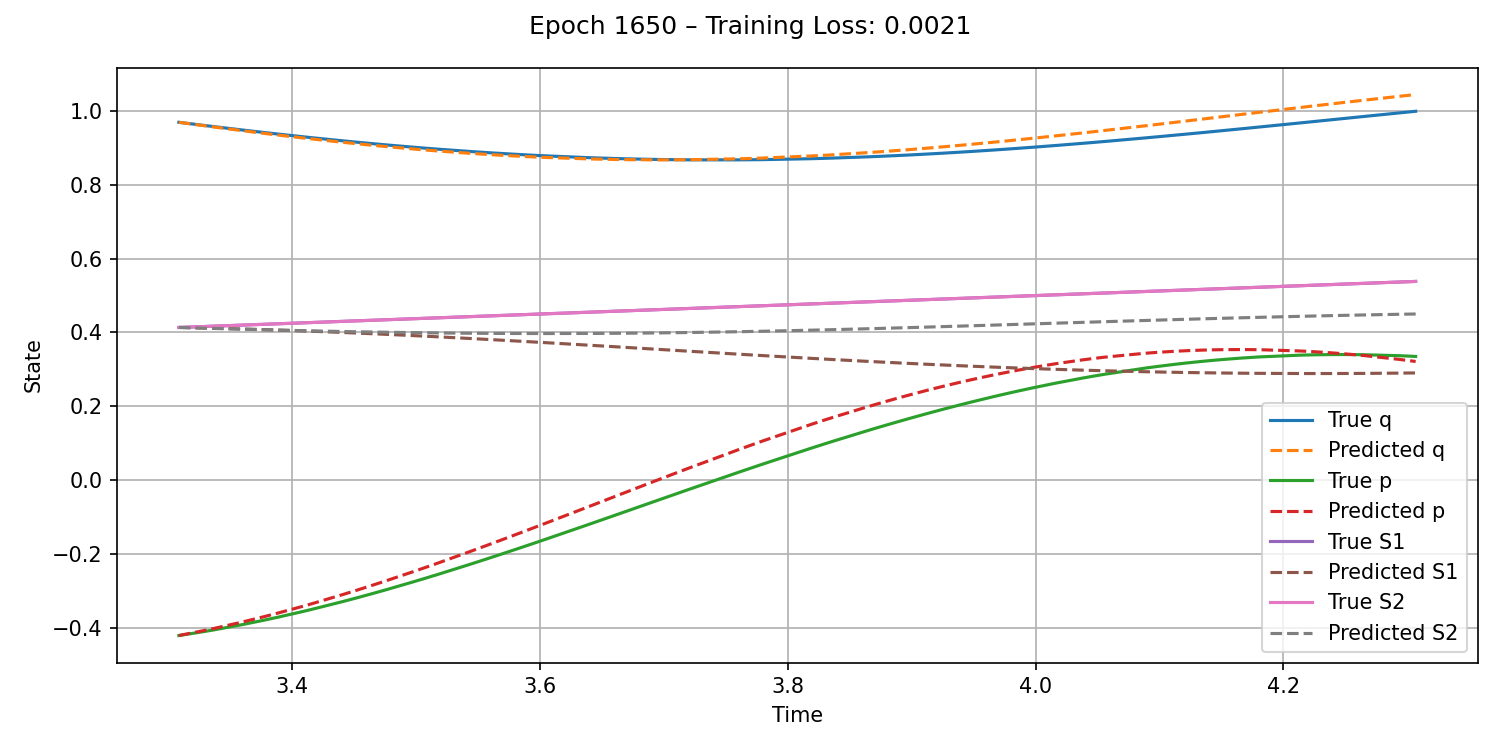 Epoch 1650 – Training Loss: 0.0021
1.0
0.8
0.6
0.4
0.2
0.0
−0.2
−0.4
State
3.4 3.6 3.8 4.0 4.2
Time
True q
Predicted q
True p
Predicted p
True S1
Predicted S1
True S2
Predicted S2